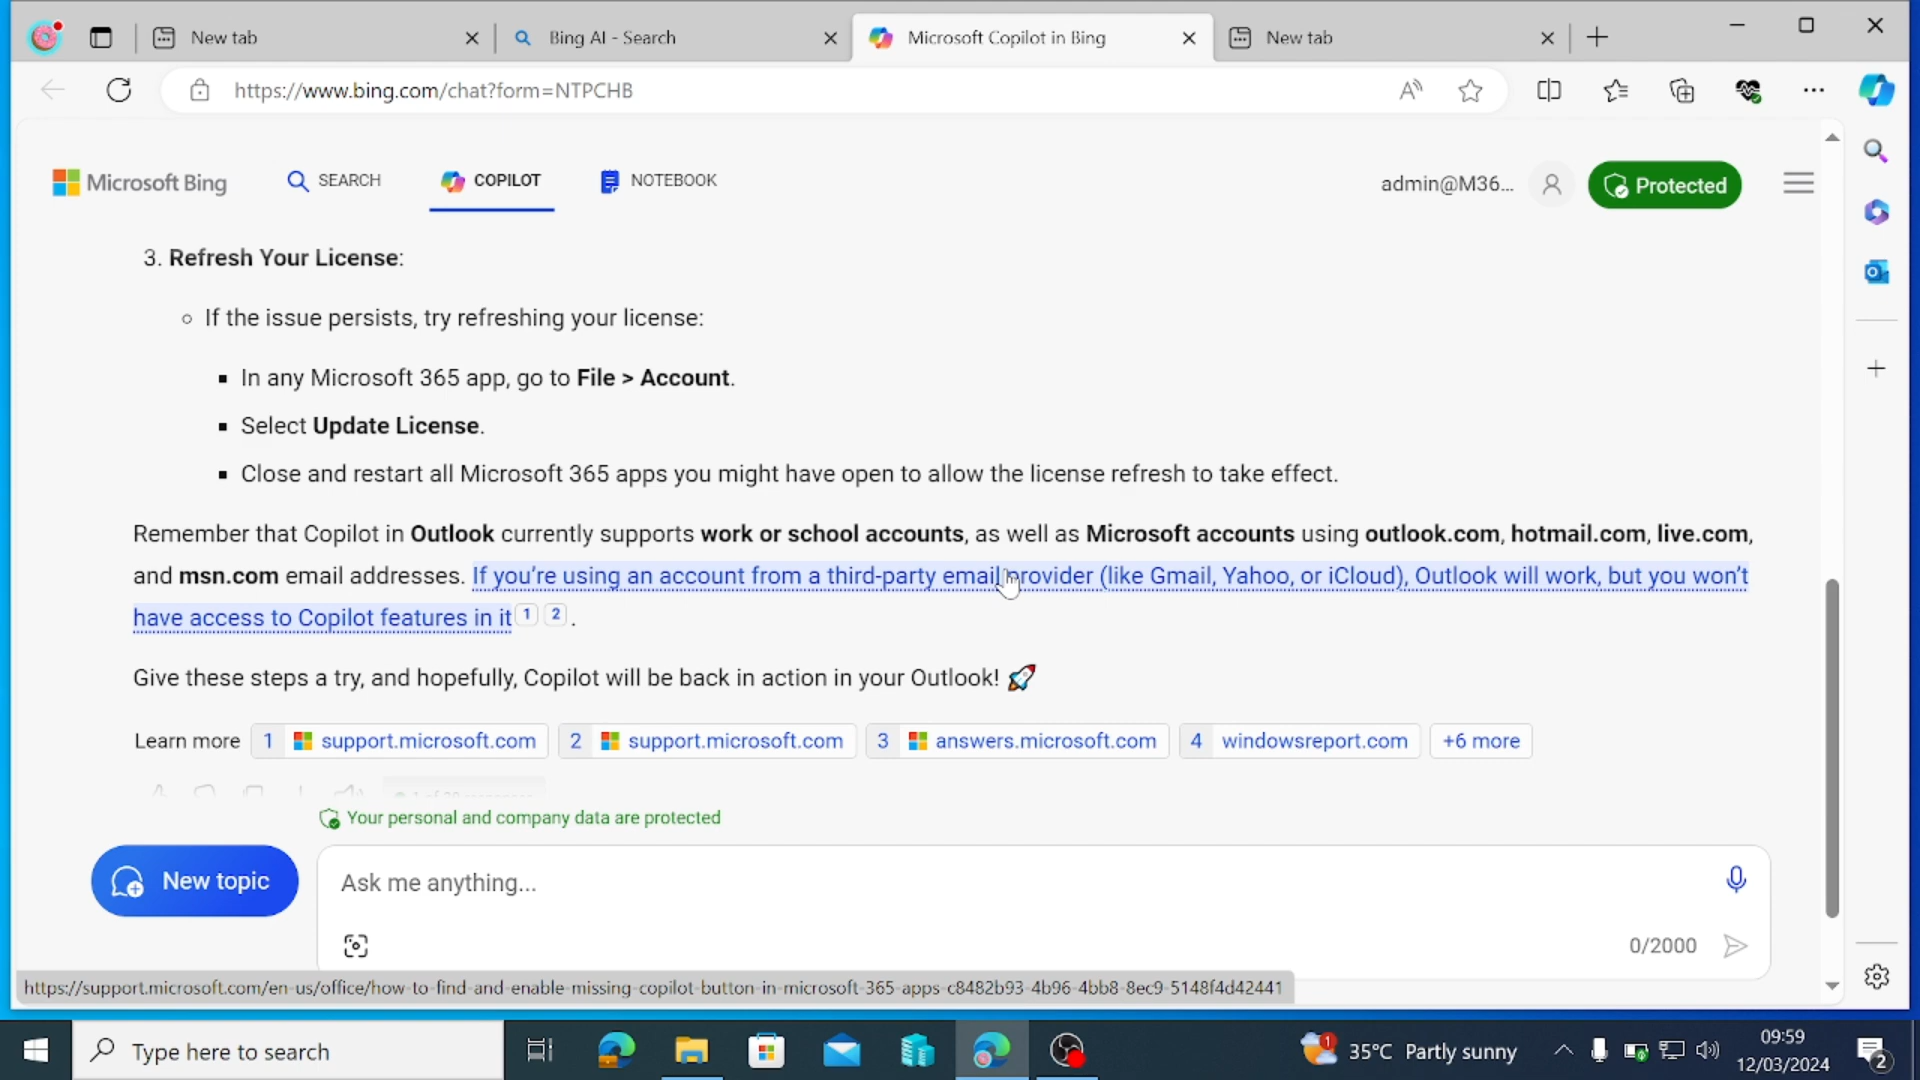 New tab
Bing AI - Search
Microsoft Copilot in Bing
New tab
https://www.bing.com/chat?form=NTPCHB
Microsoft Bing
SEARCH
COPILOT
NOTEBOOK
admin@M36...
Protected
3. Refresh Your License:
If the issue persists, try refreshing your license:
In any Microsoft 365 app, go to File > Account.
Select Update License.
Close and restart all Microsoft 365 apps you might have open to allow the license refresh to take effect.
Remember that Copilot in Outlook currently supports work or school accounts, as well as Microsoft accounts using outlook.com, hotmail.com, live.com,
and msn.com email addresses. If you're using an account from a third-party email provider (like Gmail, Yahoo, or iCloud), Outlook will work, but you won't
have access to Copilot features in it 1 2 .
Give these steps a try, and hopefully, Copilot will be back in action in your Outlook! 🚀
Learn more 1 support.microsoft.com 2 support.microsoft.com 3 answers.microsoft.com 4 windowsreport.com +6 more
Your personal and company data are protected
New topic
Ask me anything...
0/2000
https://support.microsoft.com/en-us/office/how-to-find-and-enable-missing-copilot-button-in-microsoft-365-apps-c8482b93-4b96-4bb8-8ec9-5148f4d42441
Type here to search
1
35°C Partly sunny
09:59
12/03/2024
2